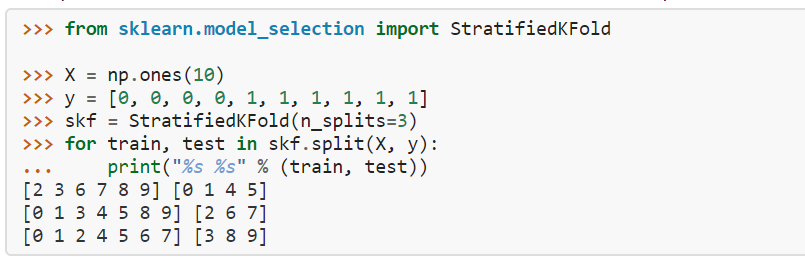 >>> from sklearn.model_selection import StratifiedKFold
>>> X = np.ones(10)
>>> y = [0, 0, 0, 0, 1, 1, 1, 1, 1, 1]
>>> skf = StratifiedKFold(n_splits=3)
>>> for train, test in skf.split(X, y):
...     print("%s %s" % (train, test))
[2 3 6 7 8 9] [0 1 4 5]
[0 1 3 4 5 8 9] [2 6 7]
[0 1 2 4 5 6 7] [3 8 9]